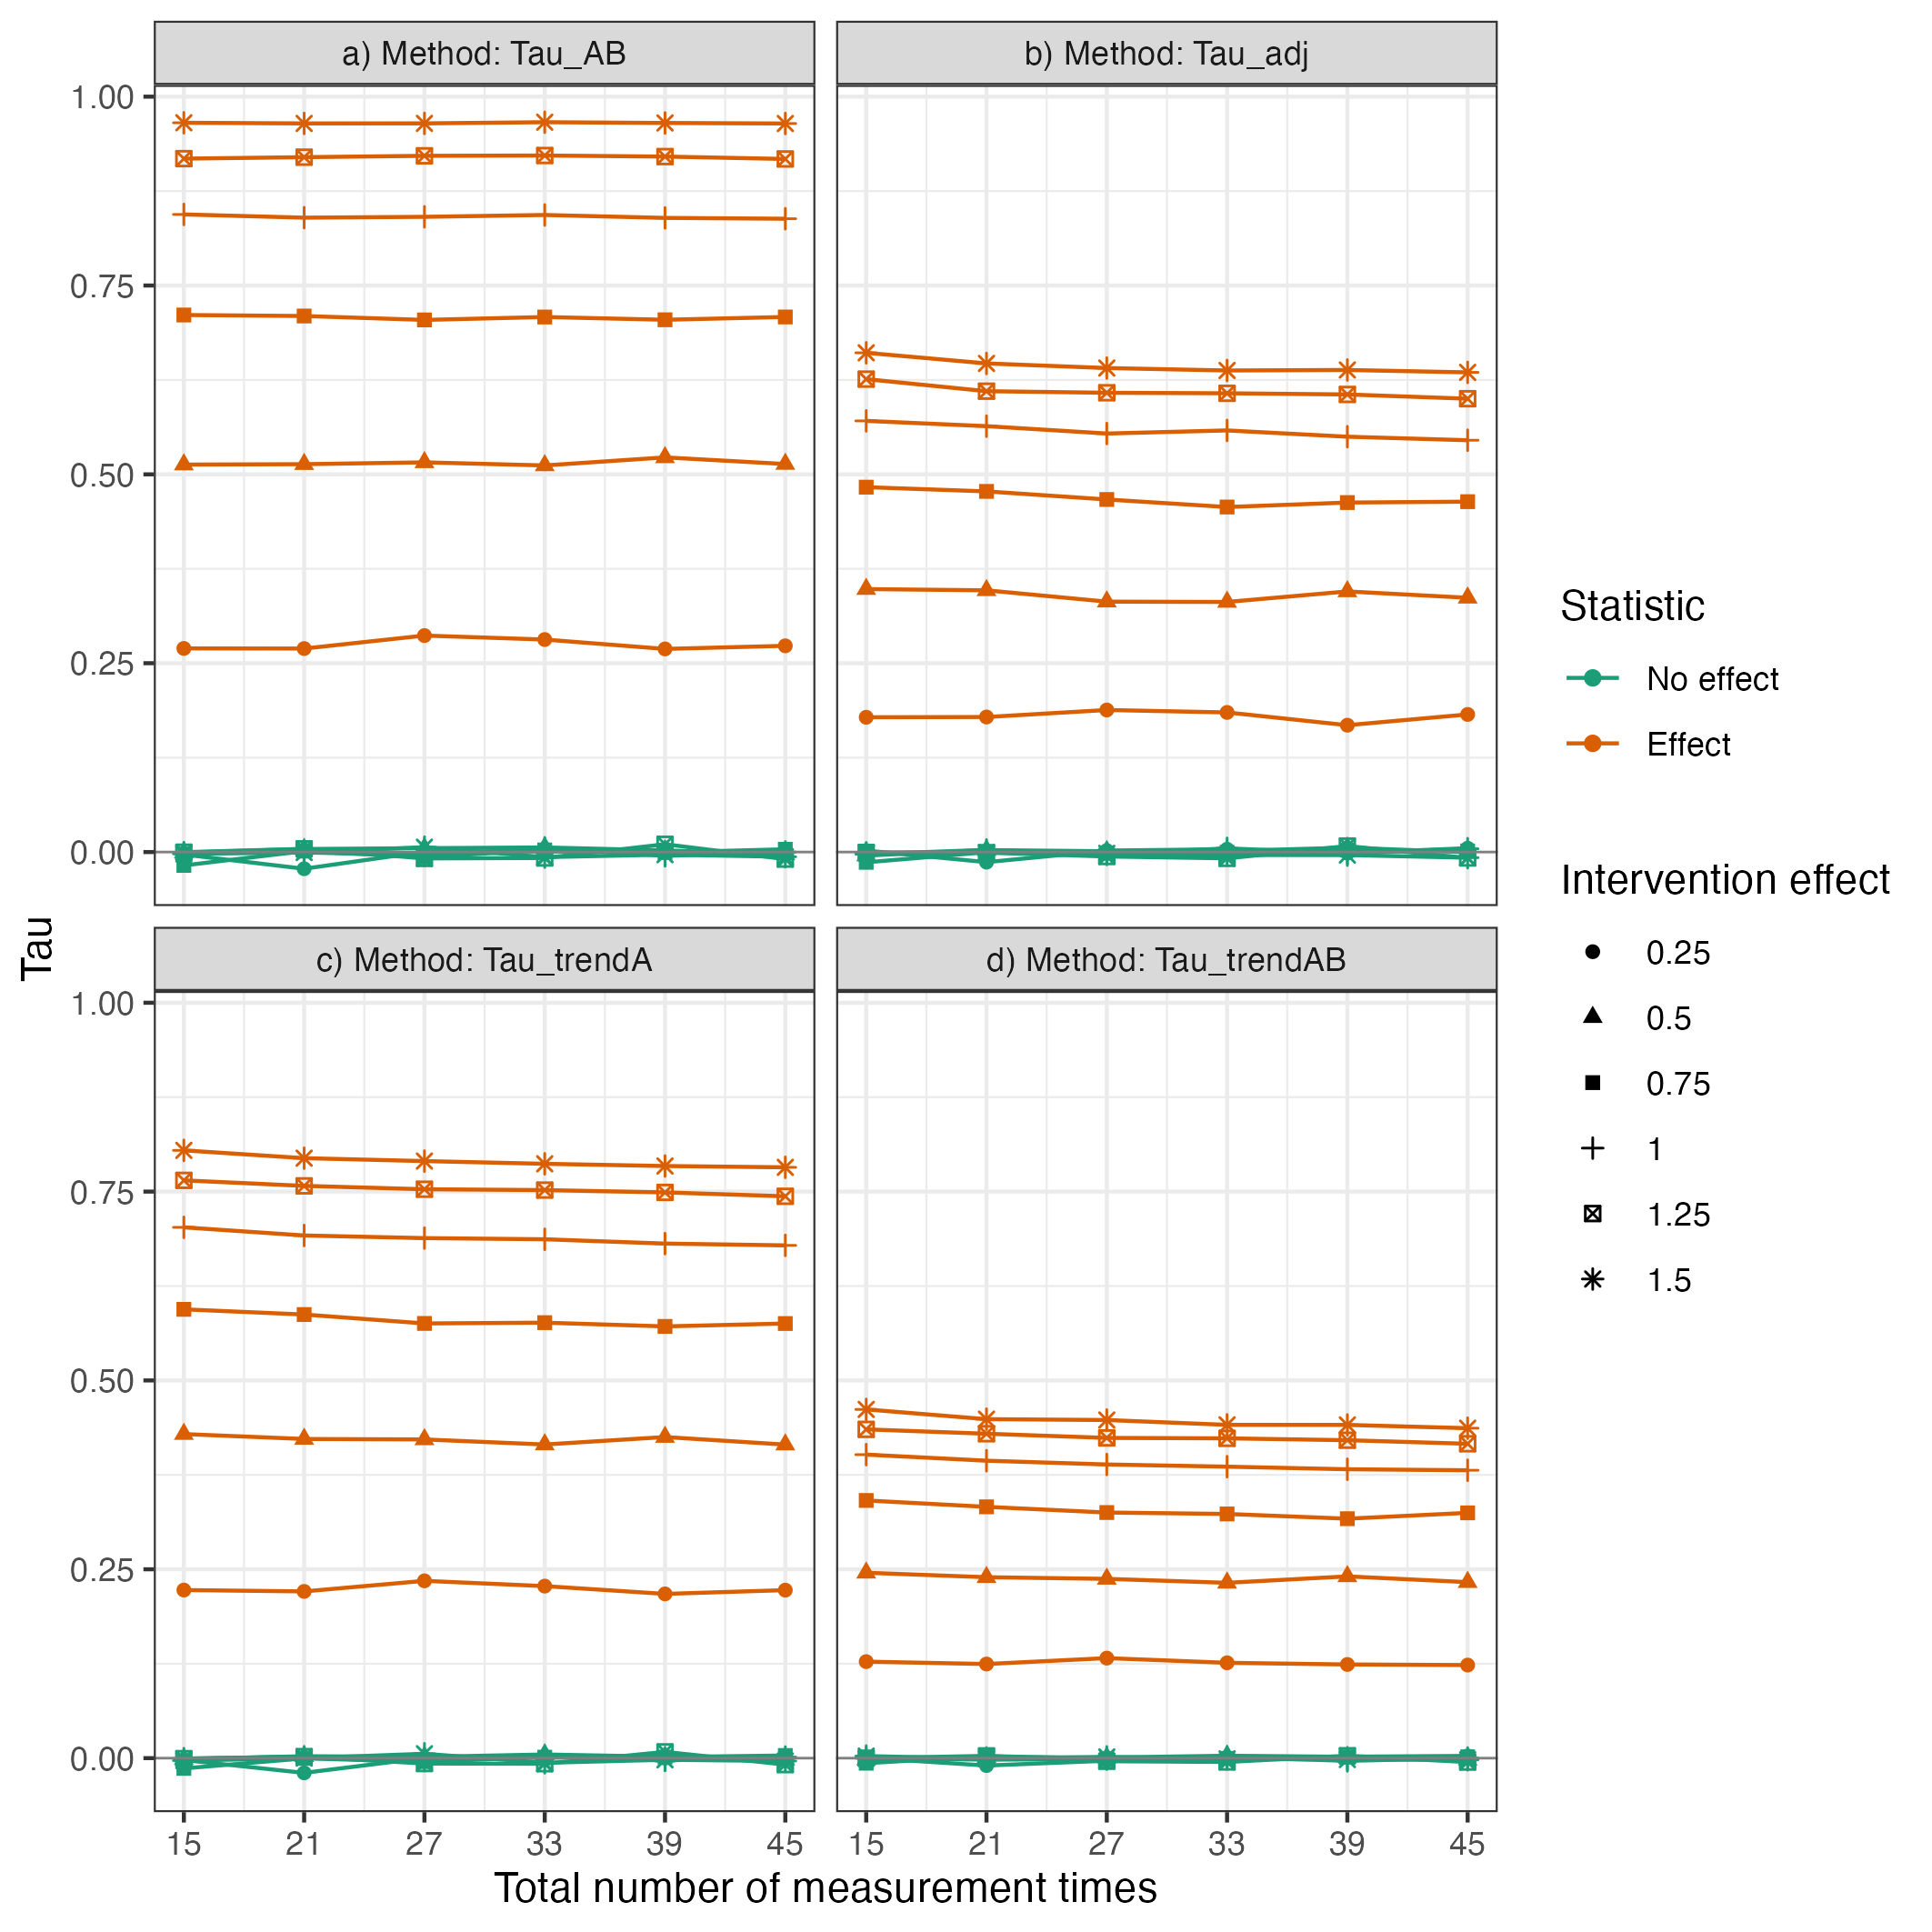 a) Method: Tau_AB
b) Method: Tau_adj
1.00
0.75
0.50
0.25
0.00
c) Method: Tau_trendA
d) Method: Tau_trendAB
1.00
0.75
0.50
0.25
0.00
15 21 27 33 39 45
15 21 27 33 39 45
Total number of measurement times
Tau
Statistic
No effect
Effect
Intervention effect
0.25
0.5
0.75
1
1.25
1.5